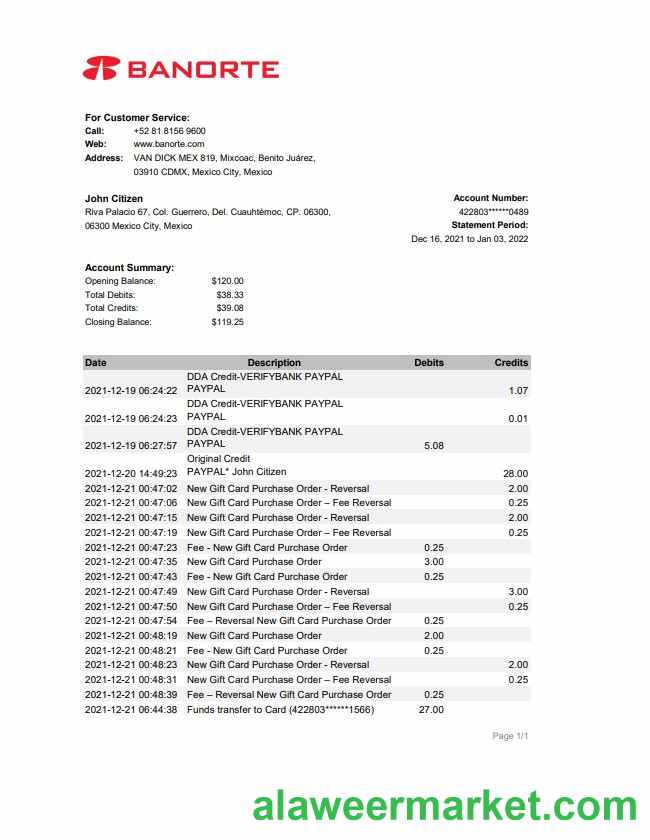 BANORTE
For Customer Service:
Call: +52 81 8156 9600
Web: www.banorte.com
Address: VAN DICK MEX 819, Mixcoac, Benito Juárez,
03910 CDMX, Mexico City, Mexico
John Citizen
Riva Palacio 67, Col. Guerrero, Del. Cuauhtémoc, CP. 06300,
06300 Mexico City, Mexico
Account Number:
422803******0489
Statement Period:
Dec 16, 2021 to Jan 03, 2022
Account Summary:
Opening Balance: $120.00
Total Debits: $38.33
Total Credits: $39.08
Closing Balance: $119.25
Date Description Debits Credits
DDA Credit-VERIFYBANK PAYPAL
2021-12-19 06:24:22 PAYPAL 1.07
DDA Credit-VERIFYBANK PAYPAL
2021-12-19 06:24:23 PAYPAL 0.01
DDA Credit-VERIFYBANK PAYPAL
2021-12-19 06:27:57 PAYPAL 5.08
Original Credit
2021-12-20 14:49:23 PAYPAL* John Citizen 28.00
2021-12-21 00:47:02 New Gift Card Purchase Order - Reversal 2.00
2021-12-21 00:47:06 New Gift Card Purchase Order – Fee Reversal 0.25
2021-12-21 00:47:15 New Gift Card Purchase Order - Reversal 2.00
2021-12-21 00:47:19 New Gift Card Purchase Order – Fee Reversal 0.25
2021-12-21 00:47:23 Fee - New Gift Card Purchase Order 0.25
2021-12-21 00:47:35 New Gift Card Purchase Order 3.00
2021-12-21 00:47:43 Fee - New Gift Card Purchase Order 0.25
2021-12-21 00:47:49 New Gift Card Purchase Order - Reversal 3.00
2021-12-21 00:47:50 New Gift Card Purchase Order – Fee Reversal 0.25
2021-12-21 00:47:54 Fee – Reversal New Gift Card Purchase Order 0.25
2021-12-21 00:48:19 New Gift Card Purchase Order 2.00
2021-12-21 00:48:21 Fee - New Gift Card Purchase Order 0.25
2021-12-21 00:48:23 New Gift Card Purchase Order - Reversal 2.00
2021-12-21 00:48:31 New Gift Card Purchase Order – Fee Reversal 0.25
2021-12-21 00:48:39 Fee – Reversal New Gift Card Purchase Order 0.25
2021-12-21 06:44:38 Funds transfer to Card (422803******1566) 27.00
Page 1/1
alaweermarket.com